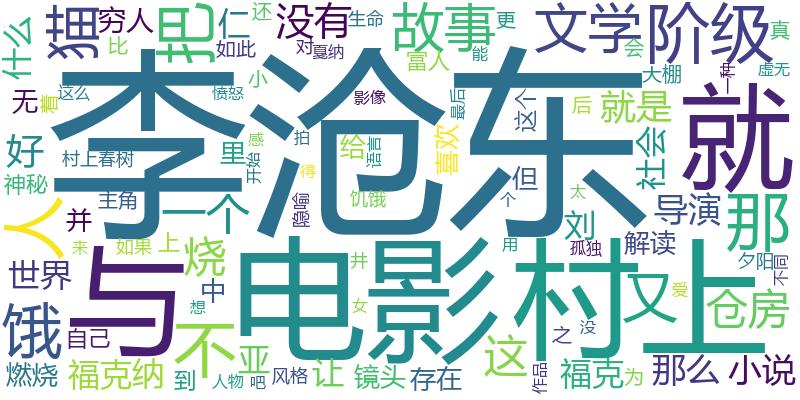 什么 猫 穷人 把 仁 还 没有 生命 故事 更 文学 阶级 真
比 如此 对 戛纳 富人 能 会 大棚 一种 虚无
无 着 这么 愤怒 小 影像 最后 这个 后 就是
李沧东 就
好 里 感 拍 给 语言 喜欢 社会
神秘 村上春树 开始 得 但
人 主角 一个 隐喻 饥饿 个 太 刘 导演 那
并 用 孤独 解读 夕阳 不同
来 如果 上 烧 井
与 电影 村上 又
世界 中 之 没 爱 仓房
饿 自己 不 想 女 这
亚
燃烧 福克纳 到 人物 吧 风格 让 镜头 存在 作品 福克 为 那么 小说